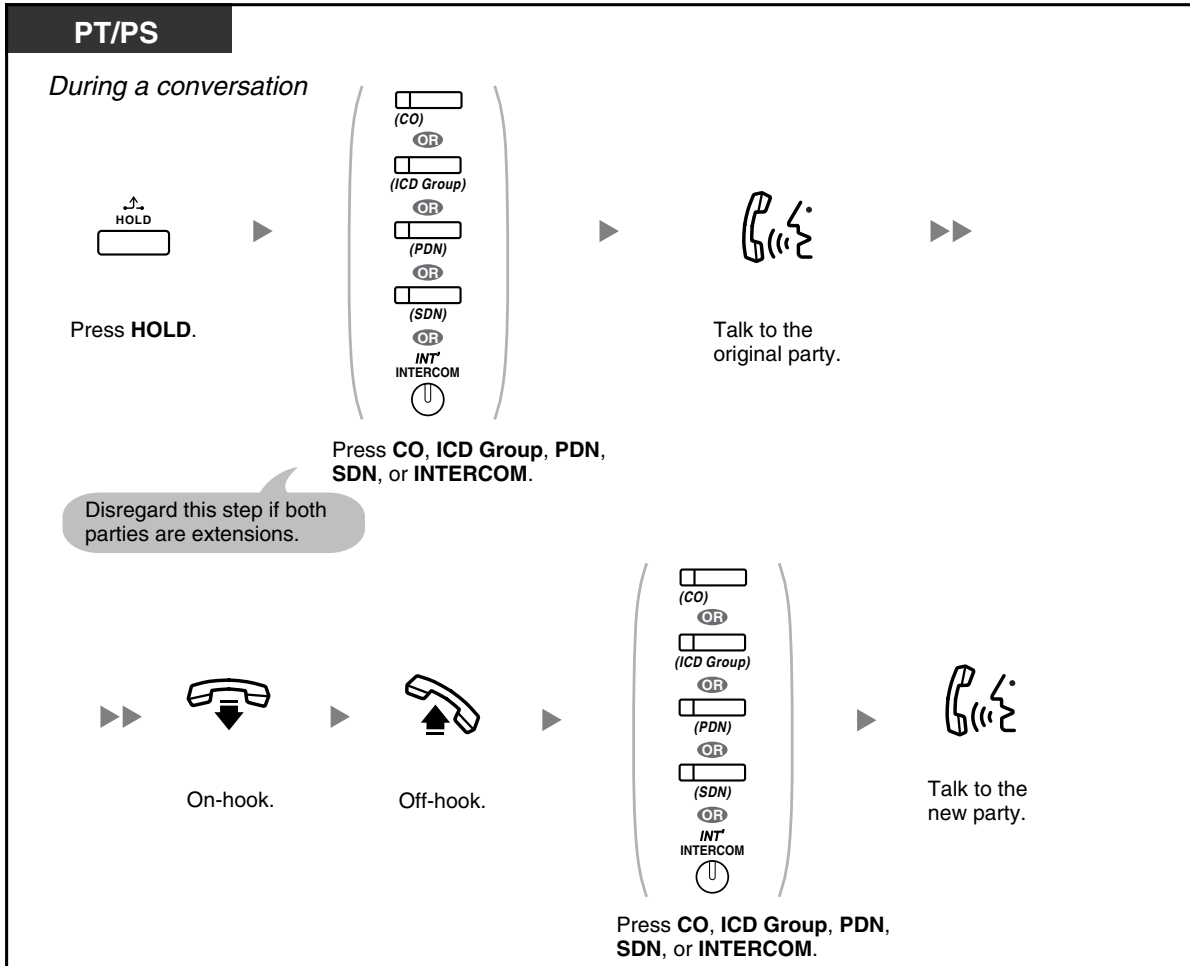 PT/PS
During a conversation
HOLD
Press HOLD.
(CO)
OR
(ICD Group)
OR
(PDN)
OR
(SDN)
OR
INT'
INTERCOM
Press CO, ICD Group, PDN,
SDN, or INTERCOM.
Disregard this step if both
parties are extensions.
Talk to the
original party.
On-hook.
Off-hook.
(CO)
OR
(ICD Group)
OR
(PDN)
OR
(SDN)
OR
INT'
INTERCOM
Press CO, ICD Group, PDN,
SDN, or INTERCOM.
Talk to the
new party.